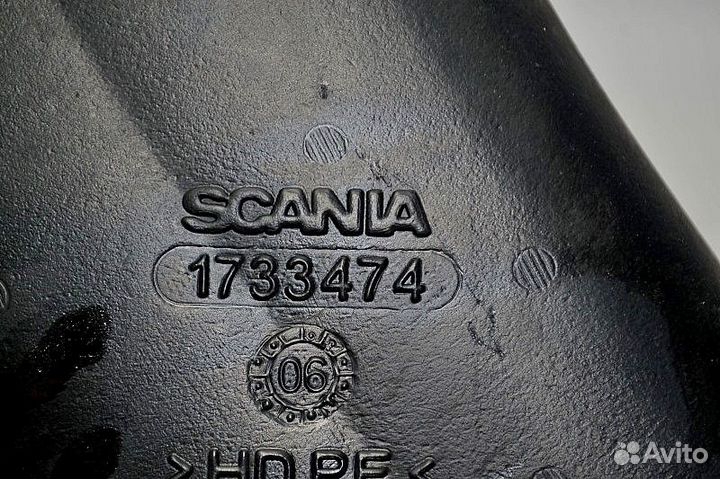 SCANIA
1733474
06
>HDPE<
Avito